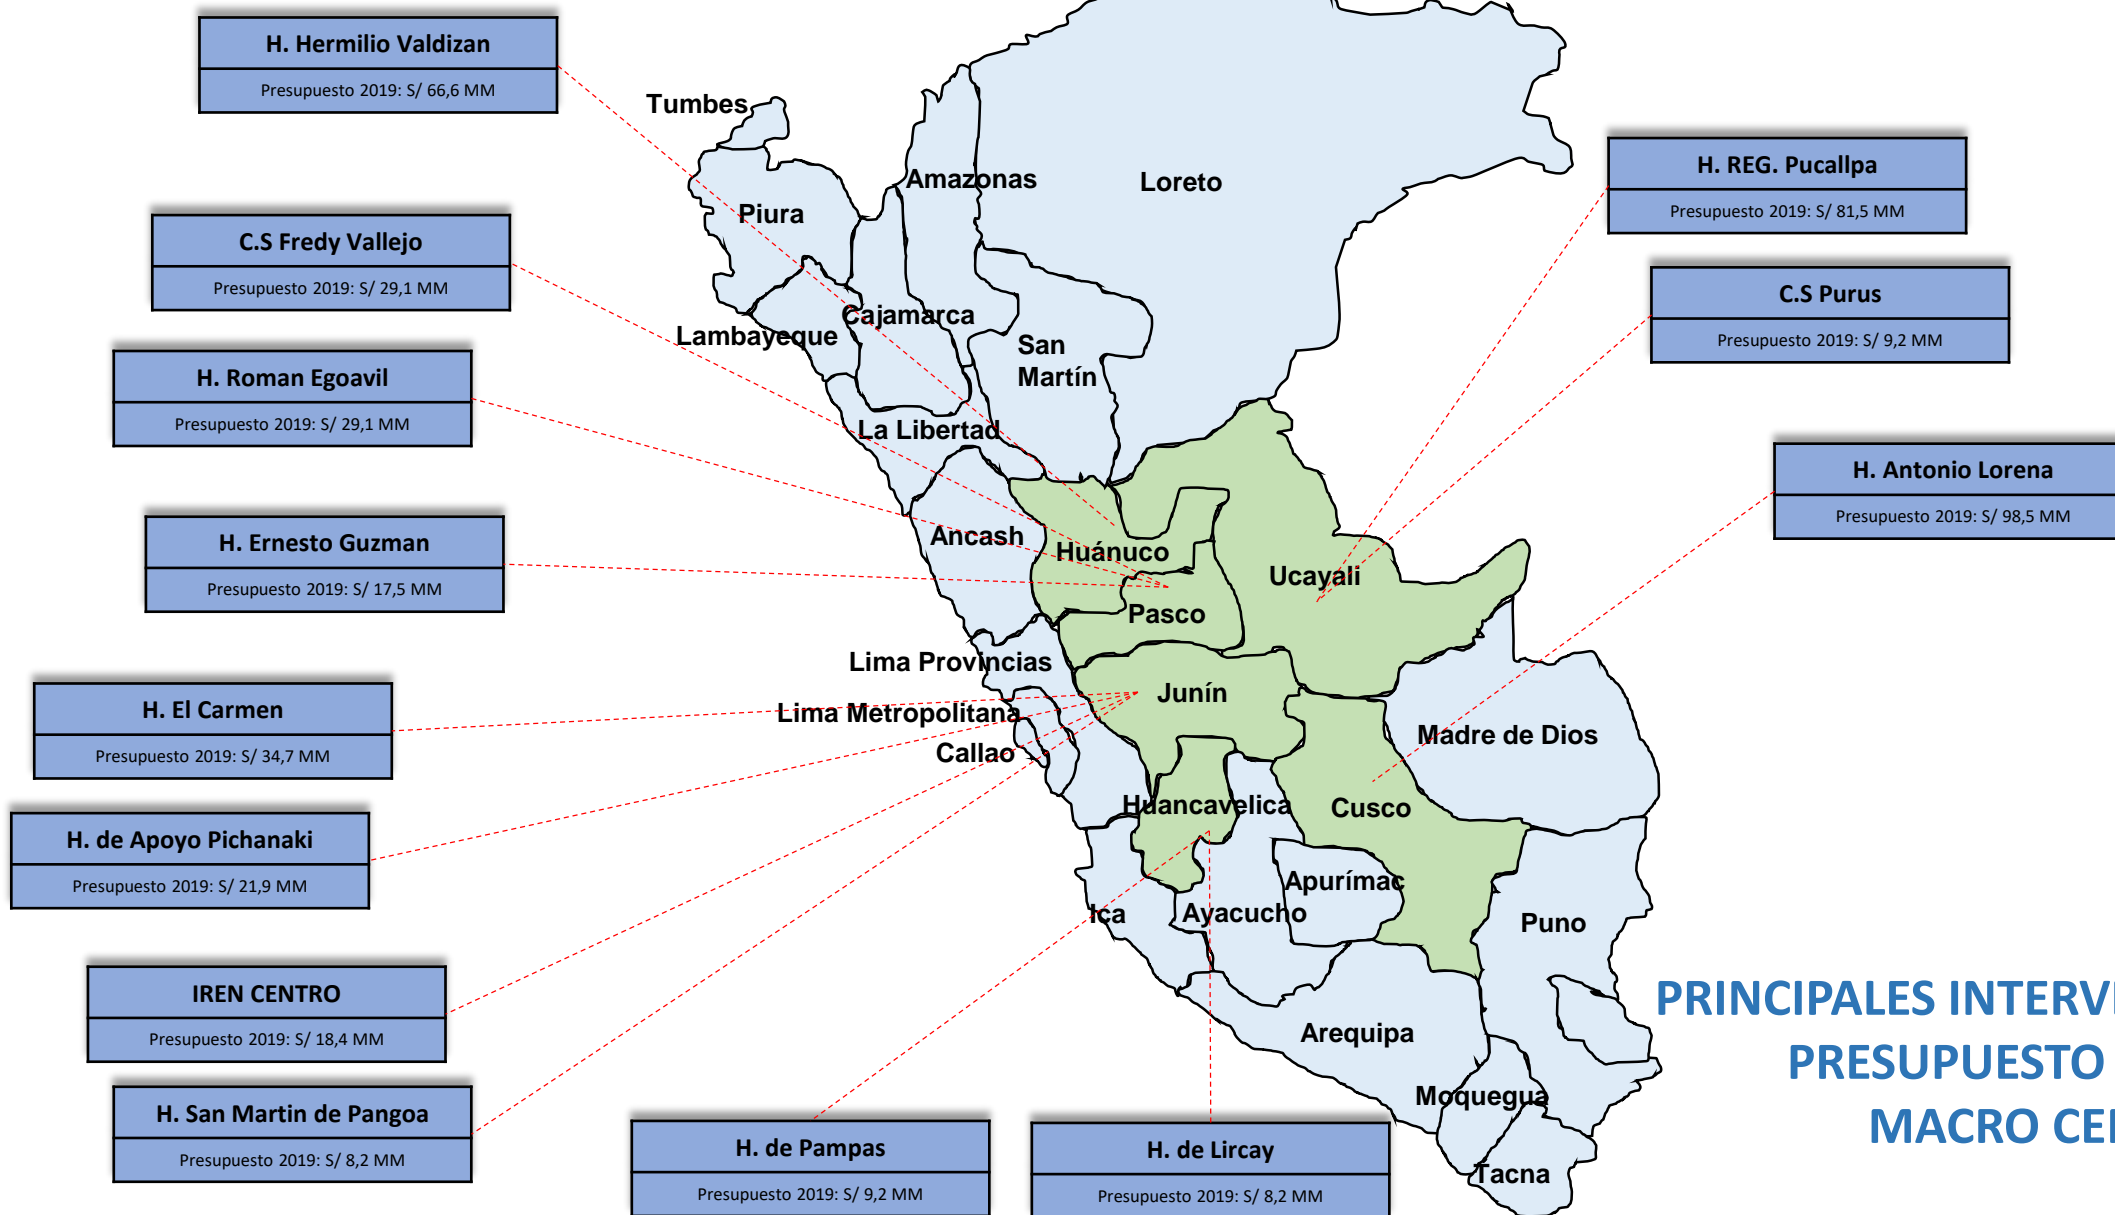 H. Hermilio Valdizan
Presupuesto 2019: S/ 66,6 MM
C.S Fredy Vallejo
Presupuesto 2019: S/ 29,1 MM
H. Roman Egoavil
Presupuesto 2019: S/ 29,1 MM
H. Ernesto Guzman
Presupuesto 2019: S/ 17,5 MM
H. El Carmen
Presupuesto 2019: S/ 34,7 MM
H. de Apoyo Pichanaki
Presupuesto 2019: S/ 21,9 MM
IREN CENTRO
Presupuesto 2019: S/ 18,4 MM
H. San Martin de Pangoa
Presupuesto 2019: S/ 8,2 MM
H. de Pampas
Presupuesto 2019: S/ 9,2 MM
H. de Lircay
Presupuesto 2019: S/ 8,2 MM
H. REG. Pucallpa
Presupuesto 2019: S/ 81,5 MM
C.S Purus
Presupuesto 2019: S/ 9,2 MM
H. Antonio Lorena
Presupuesto 2019: S/ 98,5 MM
Tumbes
Piura
Amazonas
Loreto
Lambayeque
Cajamarca
San
Martín
La Libertad
Ancash
Huánuco
Ucayali
Pasco
Lima Provincias
Junín
Lima Metropolitana
Callao
Madre de Dios
Huancavelica
Cusco
Apurímac
Ica
Ayacucho
Puno
Arequipa
Moquegua
Tacna
PRINCIPALES
PRESUPUESTO
MACRO